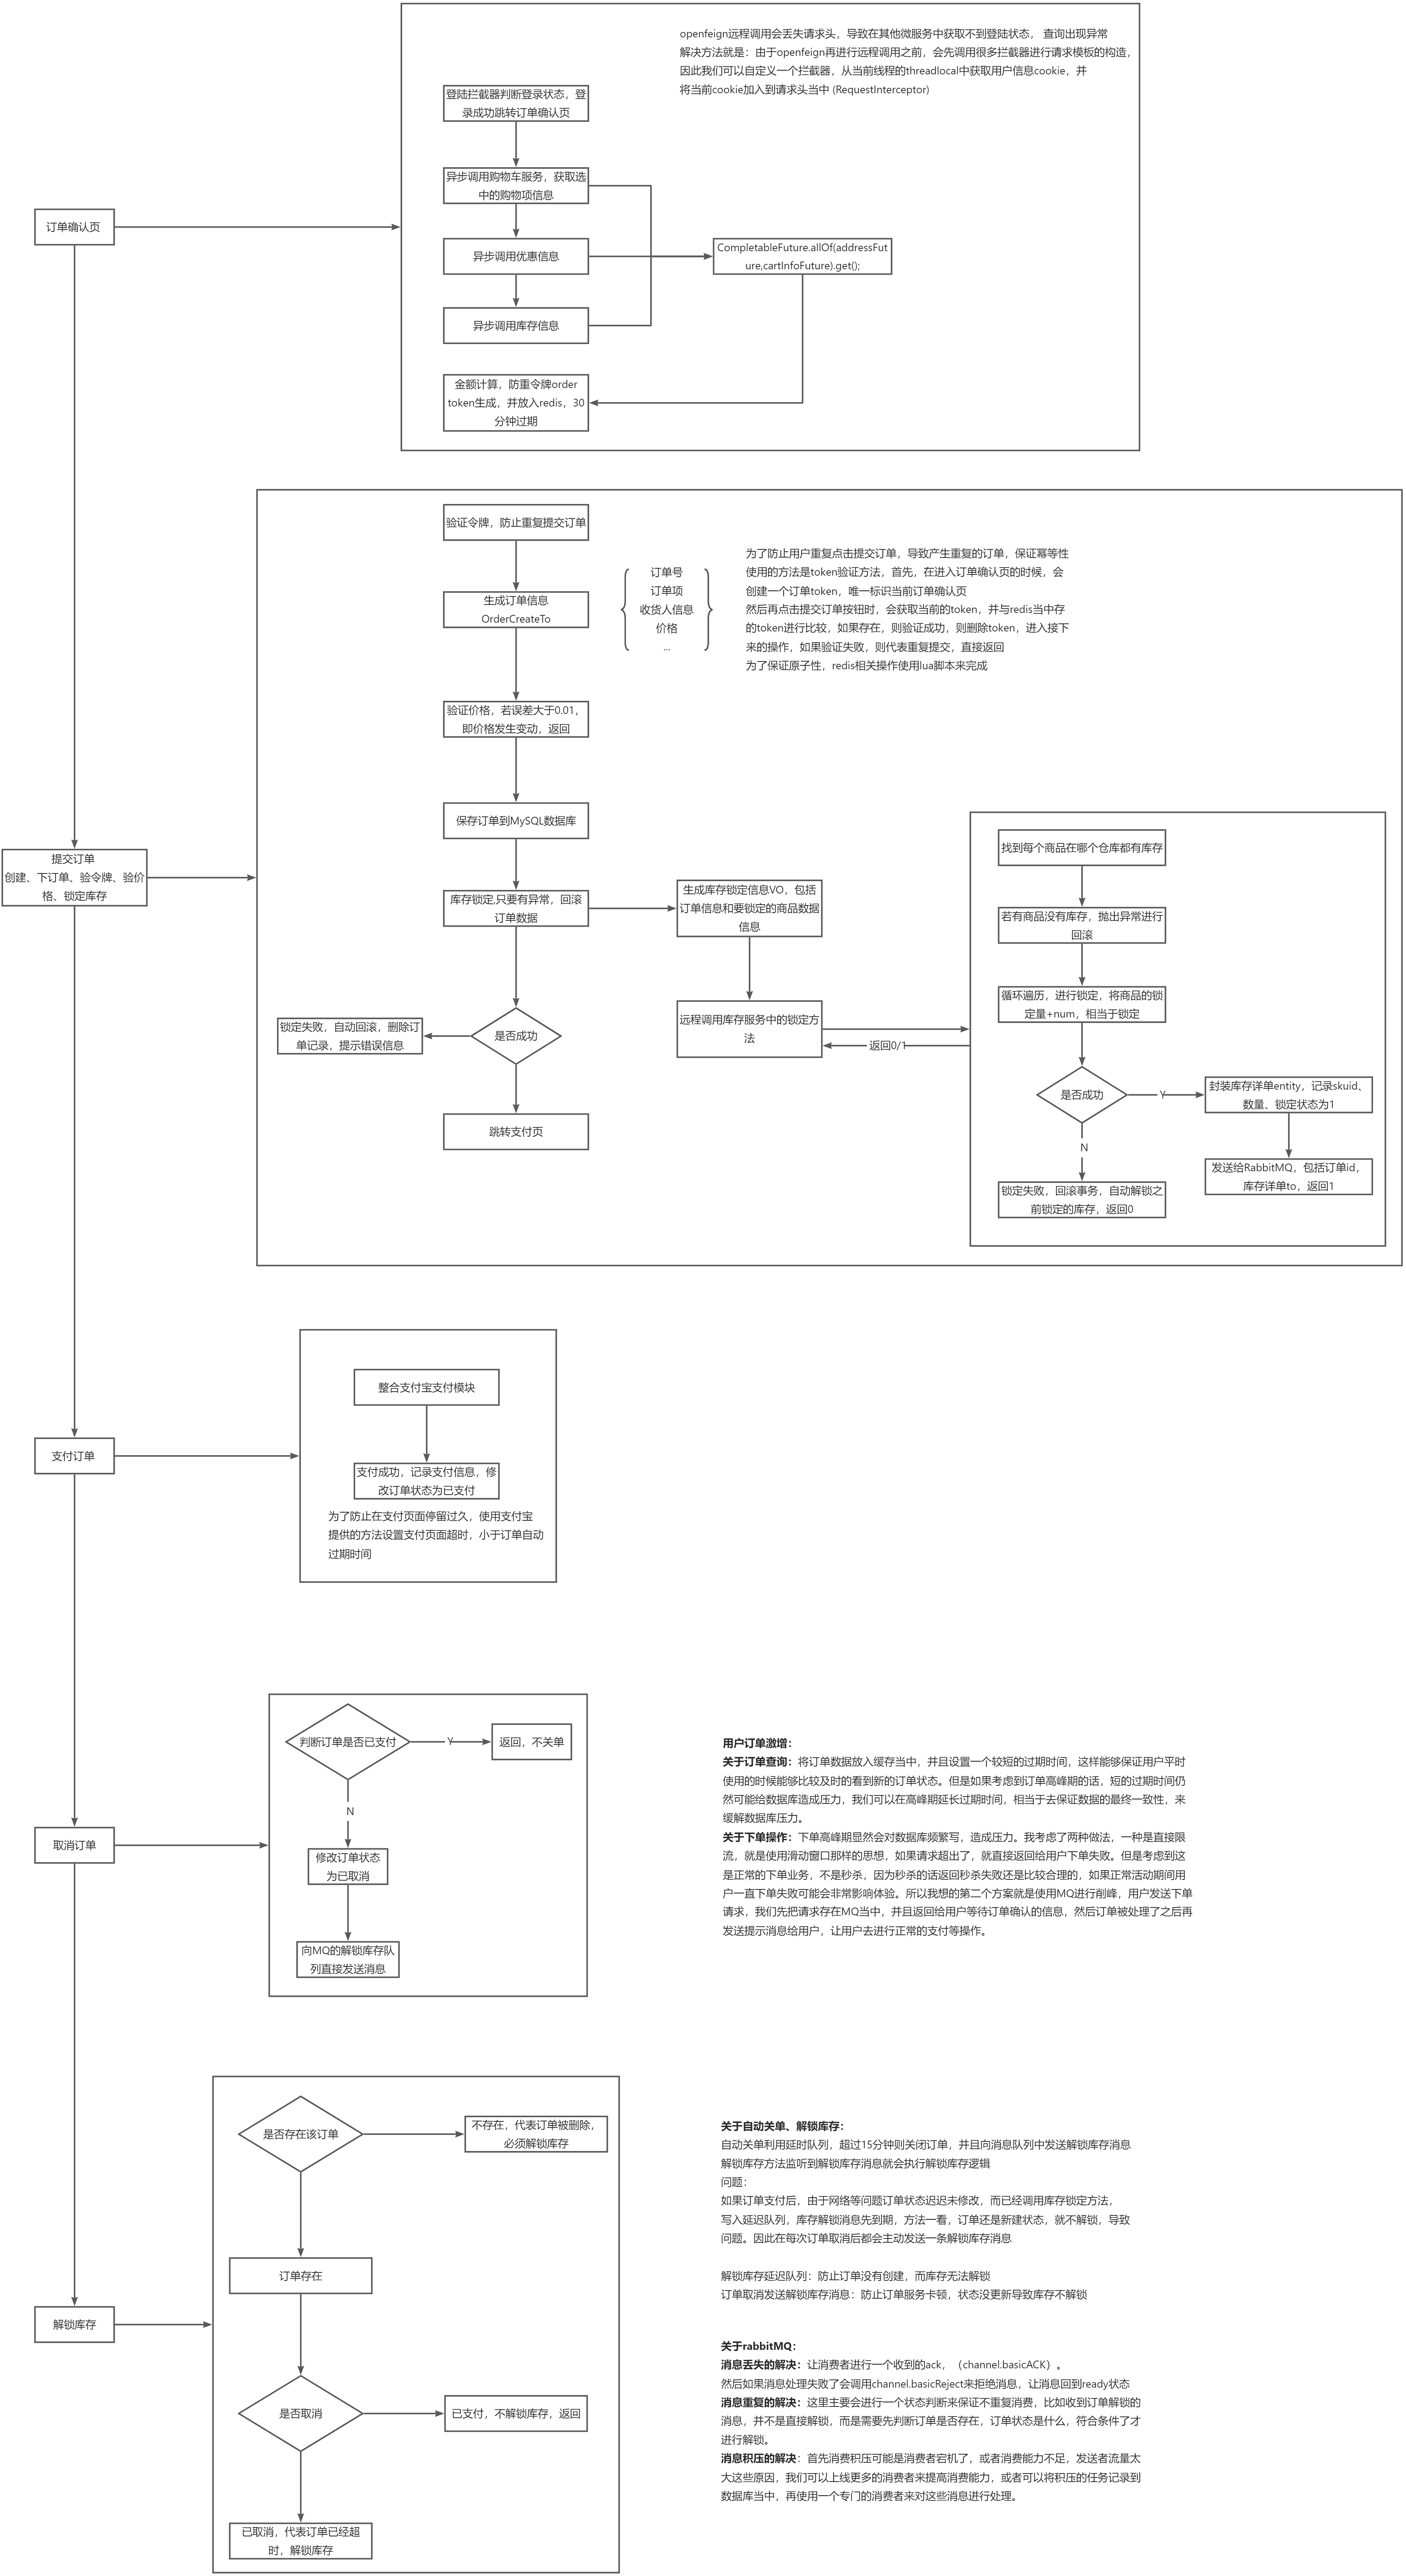 openfeign远程调用会丢失请求头，导致在其他微服务中获取不到登陆状态， 查询出现异常
解决方法就是：由于openfeign再进行远程调用之前，会先调用很多拦截器进行请求模板的构造，
因此我们可以自定义一个拦截器，从当前线程的threadlocal中获取用户信息cookie，并
将当前cookie加入到请求头当中 (RequestInterceptor)
登陆拦截器判断登录状态，登
录成功跳转订单确认页
异步调用购物车服务，获取选
中的购物项信息
订单确认页
异步调用优惠信息
CompletableFuture.allOf(addressFut
ure,cartInfoFuture).get();
异步调用库存信息
金额计算，防重令牌order
token生成，并放入redis，30
分钟过期
验证令牌，防止重复提交订单
生成订单信息
OrderCreateTo
订单号
订单项
收货人信息
价格
...
为了防止用户重复点击提交订单，导致产生重复的订单，保证幂等性
使用的方法是token验证方法，首先，在进入订单确认页的时候，会
创建一个订单token，唯一标识当前订单确认页
然后再点击提交订单按钮时，会获取当前的token，并与redis当中存
的token进行比较，如果存在，则验证成功，则删除token，进入接下
来的操作，如果验证失败，则代表重复提交，直接返回
为了保证原子性，redis相关操作使用lua脚本来完成
验证价格，若误差大于0.01，
即价格发生变动，返回
保存订单到MySQL数据库
提交订单
创建、下订单、验令牌、验价
格、锁定库存
库存锁定,只要有异常，回滚
订单数据
生成库存锁定信息VO，包括
订单信息和要锁定的商品数据
信息
远程调用库存服务中的锁定方
法
返回0/1
是否成功
锁定失败，自动回滚，删除订
单记录，提示错误信息
跳转支付页
找到每个商品在哪个仓库都有库存
若有商品没有库存，抛出异常进行
回滚
循环遍历，进行锁定，将商品的锁
定量+num，相当于锁定
是否成功
Y
封装库存详单entity，记录skuid、
数量、锁定状态为1
N
发送给RabbitMQ，包括订单id，
库存详单to，返回1
锁定失败，回滚事务，自动解锁之
前锁定的库存，返回0
整合支付宝支付模块
支付订单
支付成功，记录支付信息，修
改订单状态为已支付
为了防止在支付页面停留过久，使用支付宝
提供的方法设置支付页面超时，小于订单自动
过期时间
判断订单是否已支付
Y
返回，不关单
N
取消订单
修改订单状态
为已取消
向MQ的解锁库存队
列直接发送消息
用户订单激增：
关于订单查询：将订单数据放入缓存当中，并且设置一个较短的过期时间，这样能够保证用户平时
使用的时候能够比较及时的看到新的订单状态。但是如果考虑到订单高峰期的话，短的过期时间仍
然可能给数据库造成压力，我们可以在高峰期延长过期时间，相当于去保证数据的最终一致性，来
缓解数据库压力。
关于下单操作：下单高峰期显然会对数据库频繁写，造成压力。我考虑了两种做法，一种是直接限
流，就是使用滑动窗口那样的思想，如果请求超出了，就直接返回给用户下单失败。但是考虑到这
是正常的下单业务，不是秒杀，因为秒杀的话返回秒杀失败还是比较合理的，如果正常活动期间用
户一直下单失败可能会非常影响体验。所以我想的第二个方案就是使用MQ进行削峰，用户发送下单
请求，我们先把请求存在MQ当中，并且返回给用户等待订单确认的信息，然后订单被处理了之后再
发送提示消息给用户，让用户去进行正常的支付等操作。
是否存在该订单
不存在，代表订单被删除，
必须解锁库存
订单存在
解锁库存
是否取消
已支付，不解锁库存，返回
已取消，代表订单已经超
时，解锁库存
关于自动关单、解锁库存：
自动关单利用延时队列，超过15分钟则关闭订单，并且向消息队列中发送解锁库存消息
解锁库存方法监听到解锁库存消息就会执行解锁库存逻辑
问题：
如果订单支付后，由于网络等问题订单状态迟迟未修改，而已经调用库存锁定方法，
写入延迟队列，库存解锁消息先到期，方法一看，订单还是新建状态，就不解锁，导致
问题。因此在每次订单取消后都会主动发送一条解锁库存消息
解锁库存延迟队列：防止订单没有创建，而库存无法解锁
订单取消发送解锁库存消息：防止订单服务卡顿，状态没更新导致库存不解锁
关于rabbitMQ：
消息丢失的解决：让消费者进行一个收到的ack，（channel.basicACK）。
然后如果消息处理失败了会调用channel.basicReject来拒绝消息，让消息回到ready状态
消息重复的解决：这里主要会进行一个状态判断来保证不重复消费，比如收到订单解锁的
消息，并不是直接解锁，而是需要先判断订单是否存在，订单状态是什么，符合条件了才
进行解锁。
消息积压的解决：首先消费积压可能是消费者宕机了，或者消费能力不足，发送者流量太
大这些原因，我们可以上线更多的消费者来提高消费能力，或者可以将积压的任务记录到
数据库当中，再使用一个专门的消费者来对这些消息进行处理。